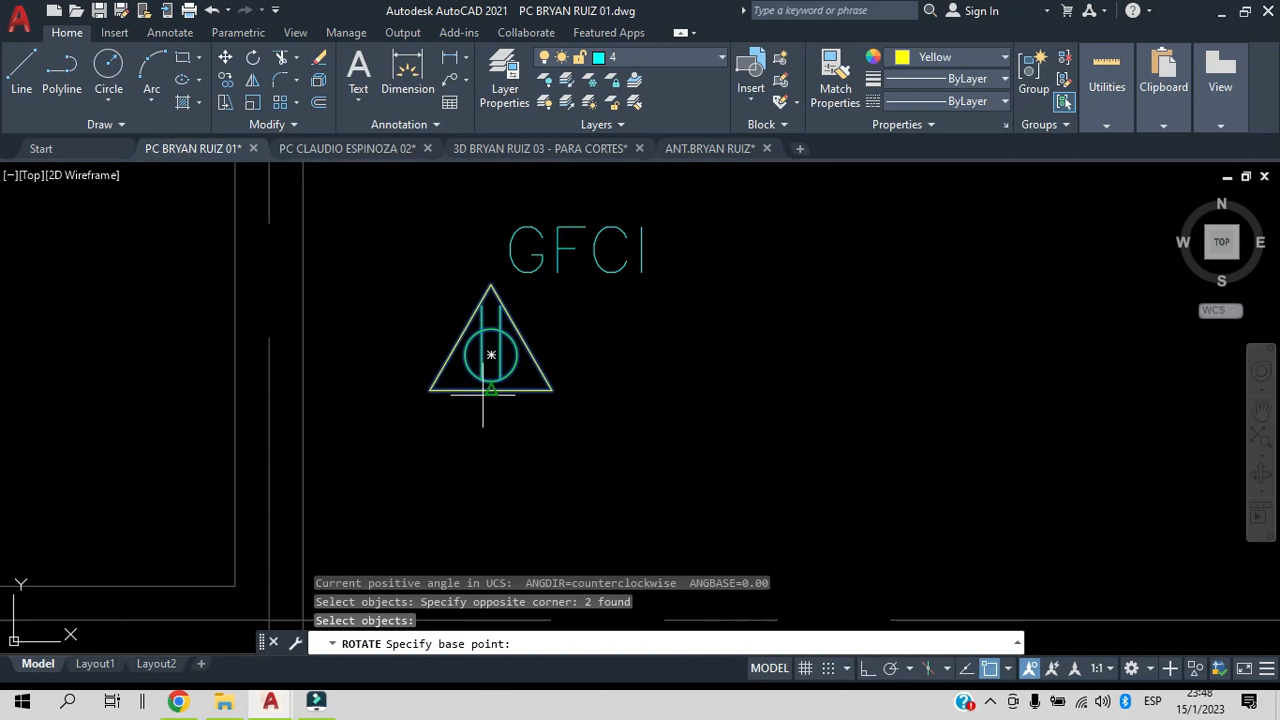 Autodesk AutoCAD 2021 PC BRYAN RUIZ 01.dwg
Type a keyword or phrase
Sign In
Home Insert Annotate Parametric View Manage Output Add-ins Collaborate Featured Apps
Line
Polyline
Circle
Arc
Text
Dimension
Layer
Properties
4
Insert
Match
Properties
Yellow
ByLayer
ByLayer
Group
Utilities
Clipboard
View
Draw Modify Annotation Layers Block Properties Groups
Start PC BRYAN RUIZ 01* PC CLAUDIO ESPINOZA 02* 3D BRYAN RUIZ 03 - PARA CORTES* ANT.BRYAN RUIZ*
[−][Top][2D Wireframe]
N
W TOP E
S
WCS
GFCI
Current positive angle in UCS: ANGDIR=counterclockwise ANGBASE=0.00
Select objects: Specify opposite corner: 2 found
Select objects:
ROTATE Specify base point:
Y
X
Model Layout1 Layout2
MODEL
1:1
ESP
23:48
15/1/2023